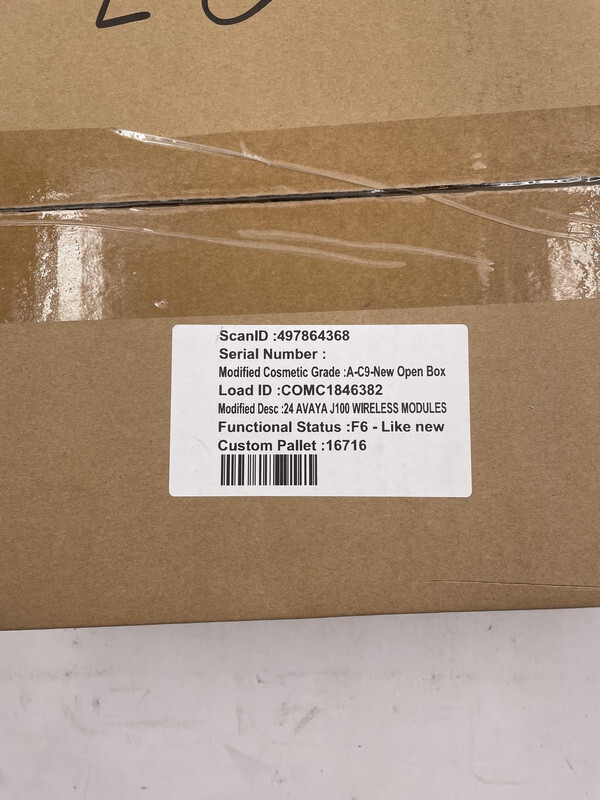 ScanID :497864368
Serial Number :
Modified Cosmetic Grade :A-C9-New Open Box
Load ID :COMC1846382
Modified Desc :24 AVAYA J100 WIRELESS MODULES
Functional Status :F6 - Like new
Custom Pallet :16716